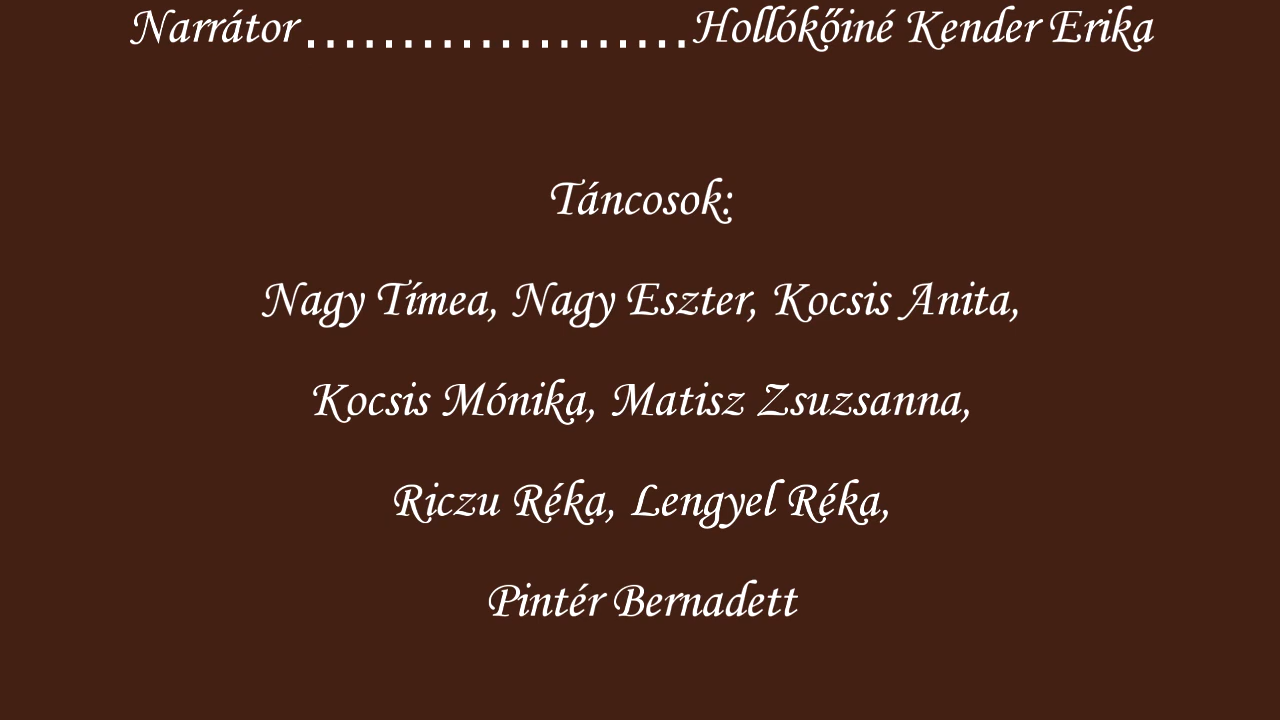 Narrátor....................Hollókőiné Kender Erika
Táncosok:
Nagy Tímea, Nagy Eszter, Kocsis Anita,
Kocsis Mónika, Matisz Zsuzsanna,
Riczu Réka, Lengyel Réka,
Pintér Bernadett